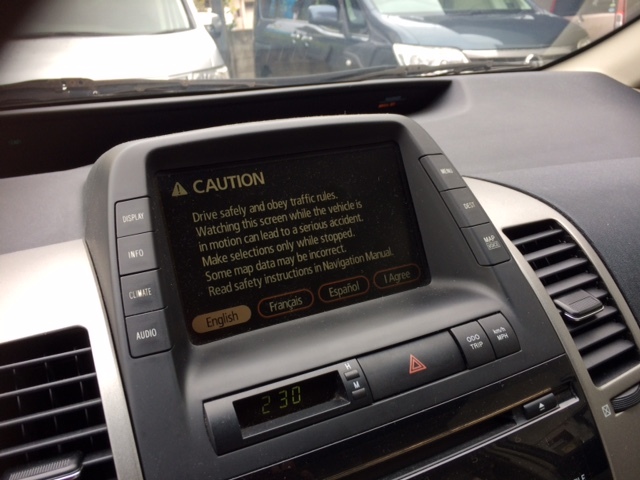 CAUTION
Drive safely and obey traffic rules.
Watching this screen while the vehicle is
in motion can lead to a serious accident.
Make selections only while stopped.
Some map data may be incorrect.
Read safety instructions in Navigation Manual.
English Français Español I Agree
DISPLAY
INFO
CLIMATE
AUDIO
MENU
DEST
MAP
VOICE
H
M
2 30
ODO
TRIP
km/h
MPH